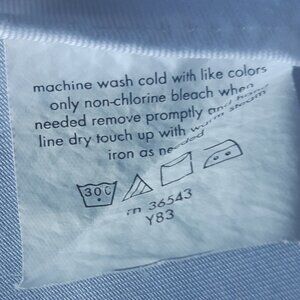 machine wash cold with like colors
only non-chlorine bleach when
needed remove promptly and hang
line dry touch up with warm steam
iron as needed
30C
rn 36543
Y83